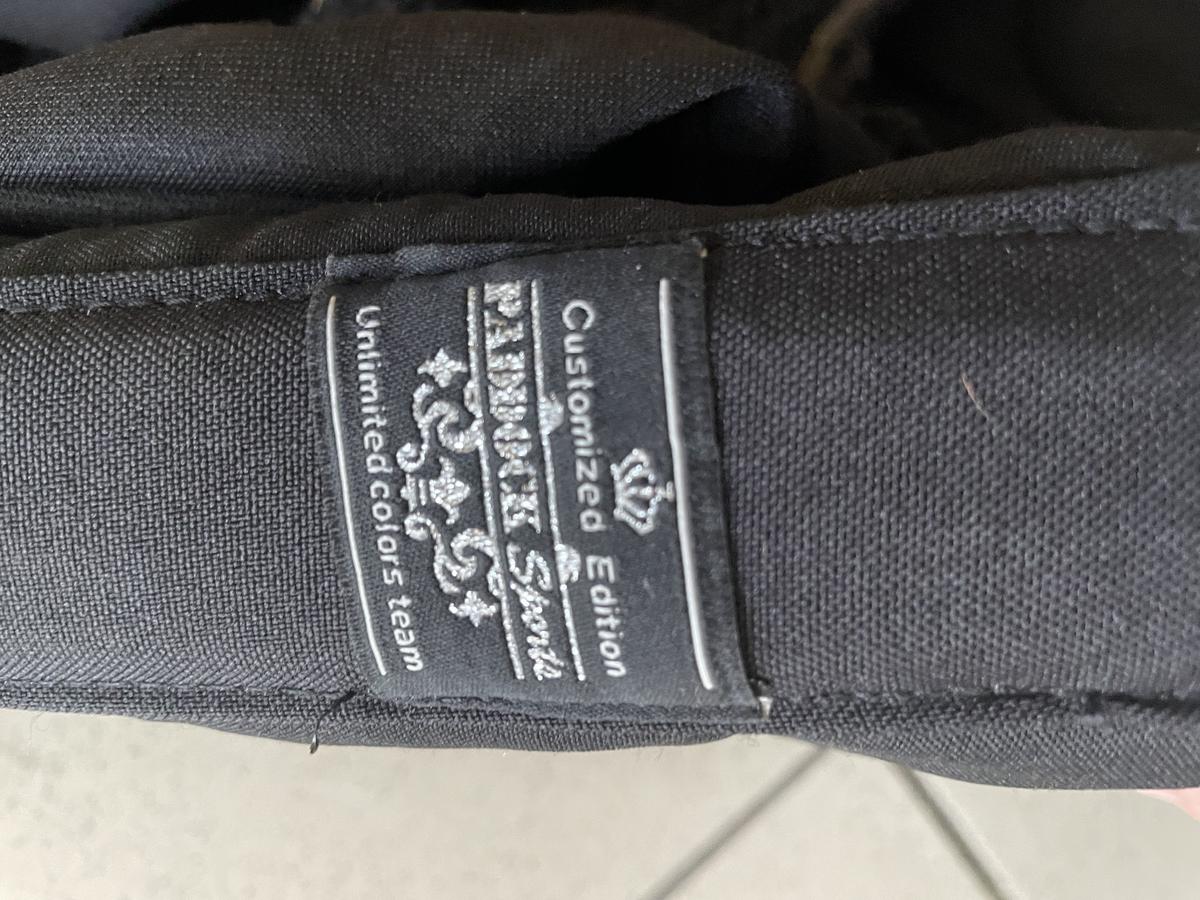 Customized Edition
PADDOCK Sports
Unlimited colors team